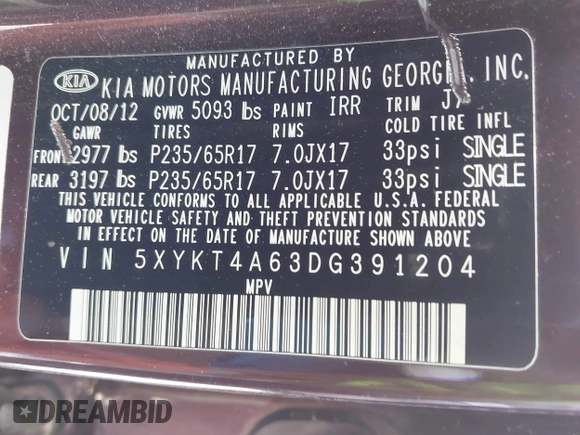 MANUFACTURED BY
KIA KIA MOTORS MANUFACTURING GEORGIA, INC.
OCT/08/12 GVWR 5093 lbs PAINT IRR TRIM
GAWR TIRES RIMS COLD TIRE INFL
FRONT 2977 lbs P235/65R17 7.0JX17 33psi SINGLE
REAR 3197 lbs P235/65R17 7.0JX17 33psi SINGLE
THIS VEHICLE CONFORMS TO ALL APPLICABLE U.S.A. FEDERAL
MOTOR VEHICLE SAFETY AND THEFT PREVENTION STANDARDS
IN EFFECT ON THE DATE OF MANUFACTURE SHOWN ABOVE.
VIN 5XYKT4A63DG391204
MPV
DREAMBID